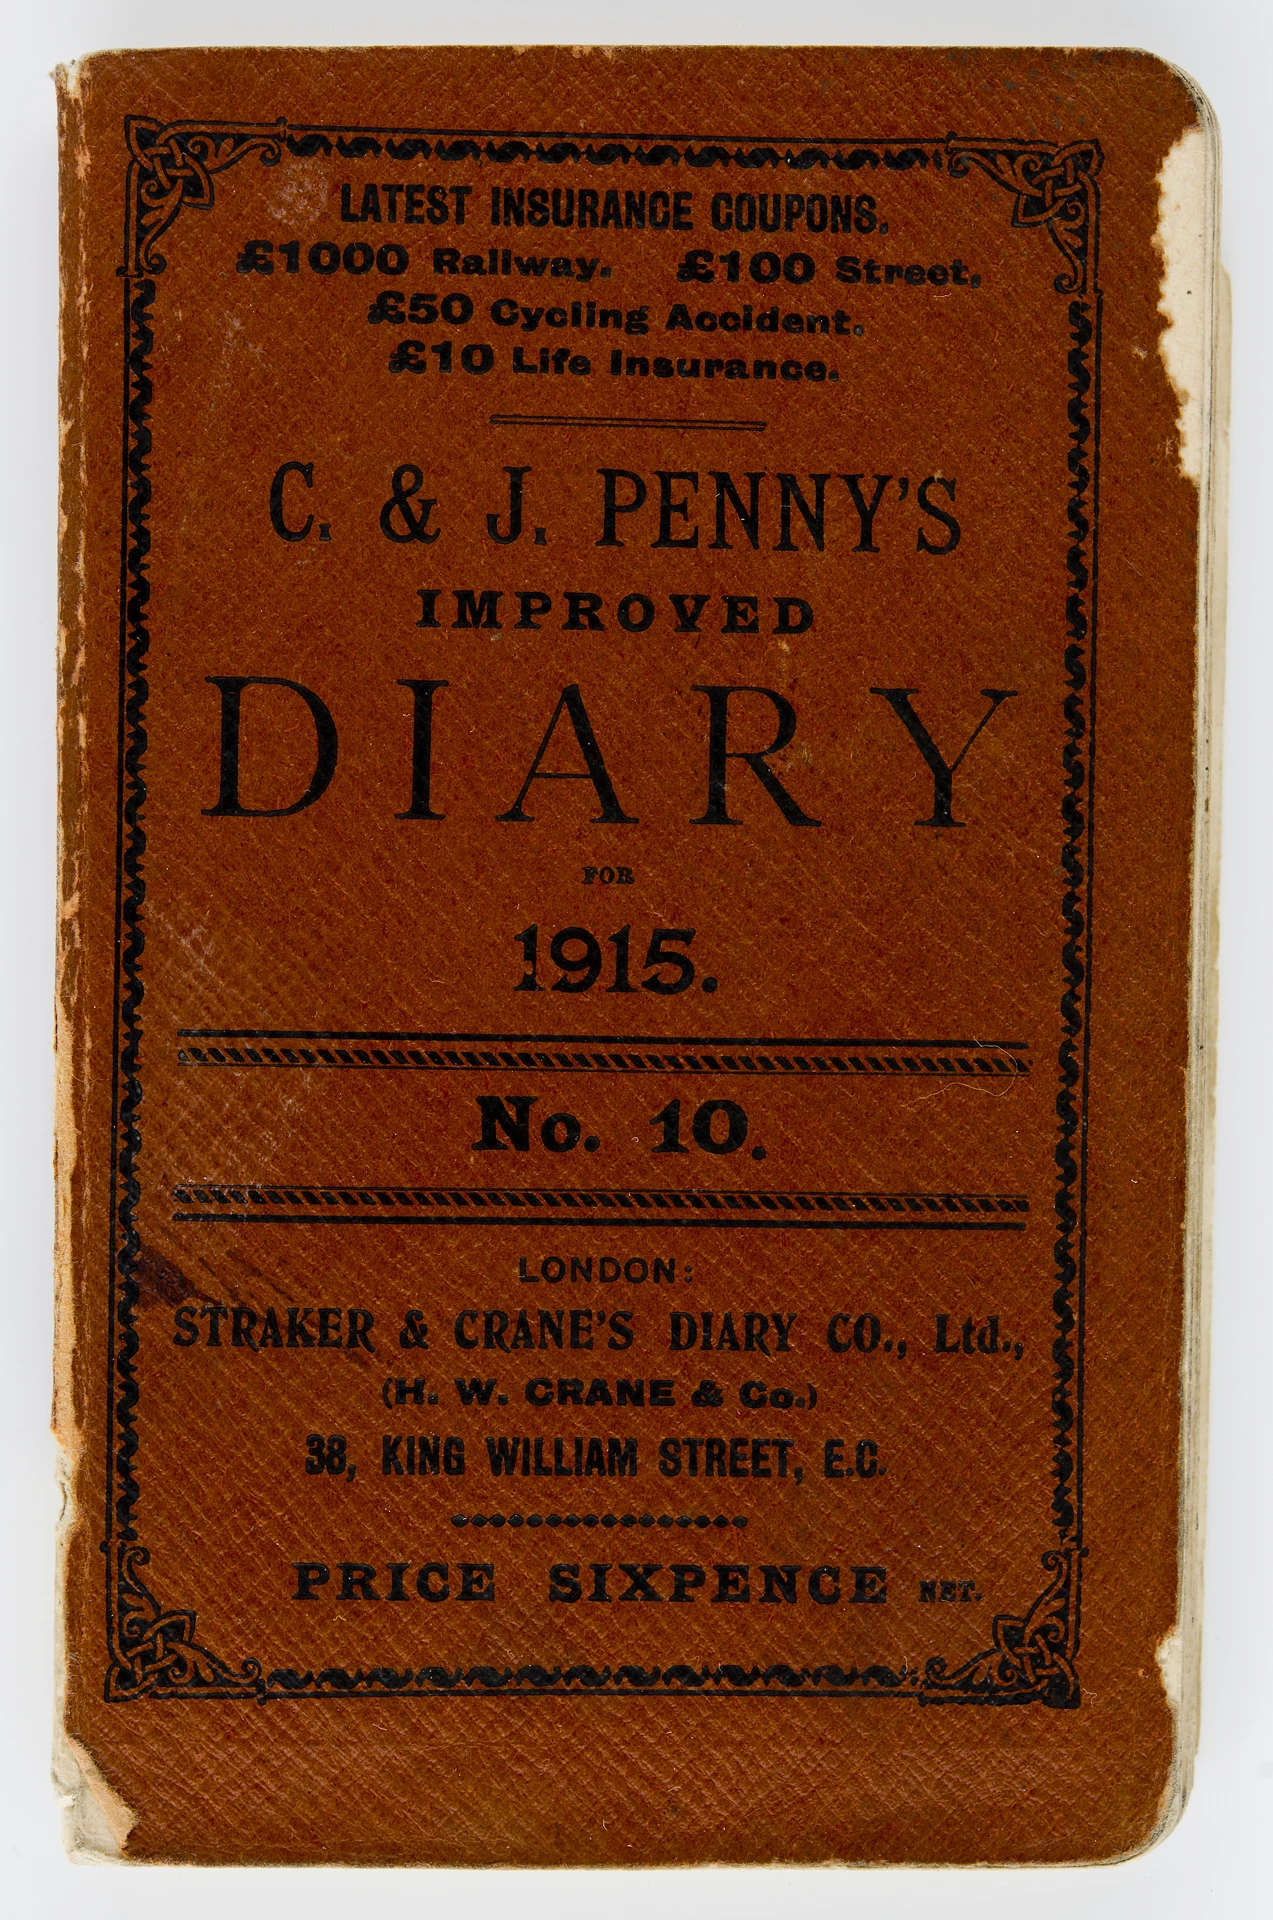 LATEST INSURANCE COUPONS.
£1000 Railway. £100 Street.
£50 Cycling Accident.
£10 Life Insurance.
C. & J. PENNY'S
IMPROVED
DIARY
FOR
1915.
No. 10.
LONDON:
STRAKER & CRANE'S DIARY CO., Ltd.,
(H. W. CRANE & Co.)
38, KING WILLIAM STREET, E.C.
PRICE SIXPENCE NET.